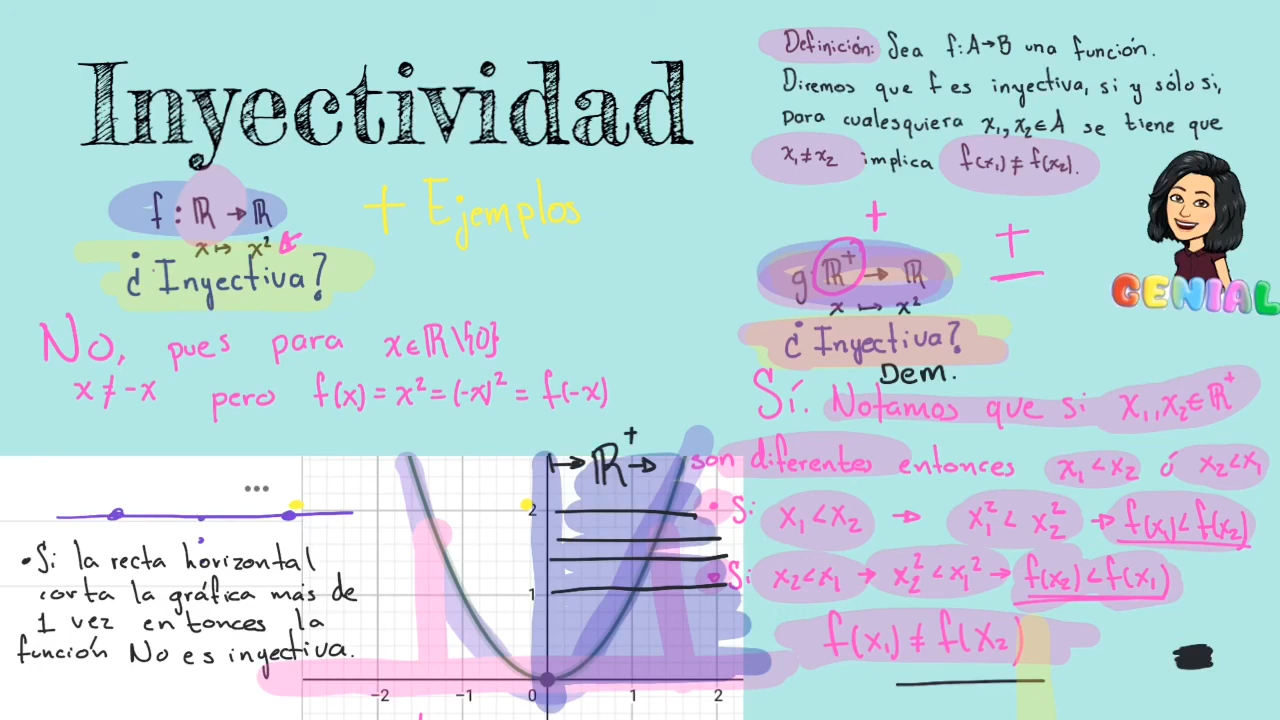 Inyectividad
+ Ejemplos
f : ℝ → ℝ
x ↦ x²
¿Inyectiva?
No, pues para x∈ℝ\{0}
x ≠ -x pero f(x) = x² = (-x)² = f(-x)
...
• Si la recta horizontal
corta la gráfica más de
1 vez entonces la
función No es inyectiva.
ℝ⁺
2
1
-2 -1 0 1 2
Definición: Sea f: A→B una función.
Diremos que f es inyectiva, si y sólo si,
para cualesquiera x₁, x₂ ∈ A se tiene que
x₁ ≠ x₂ implica f(x₁) ≠ f(x₂).
+
±
g: ℝ⁺ → ℝ
x ↦ x²
¿Inyectiva?
Dem.
GENIAL
Sí. Notamos que si x₁, x₂ ∈ ℝ⁺
son diferentes entonces x₁ < x₂ ó x₂ < x₁
• Si x₁ < x₂ → x₁² < x₂² → f(x₁) < f(x₂)
• Si x₂ < x₁ → x₂² < x₁² → f(x₂) < f(x₁)
f(x₁) ≠ f(x₂)